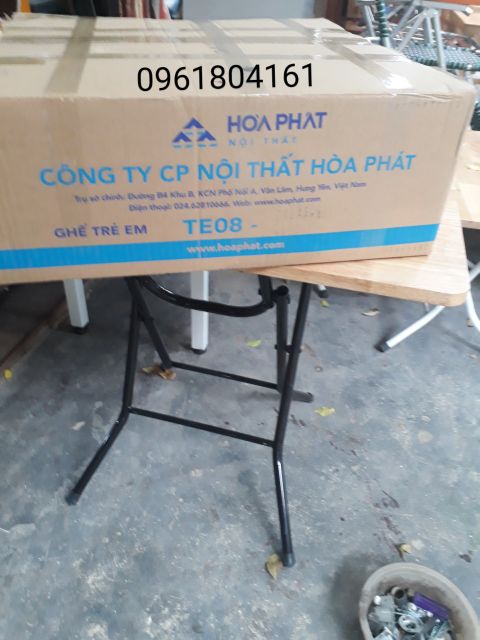 0961804161
HOA PHAT
NỘI THẤT
CÔNG TY CP NỘI THẤT HÒA PHÁT
Trụ sở chính: Đường B4 Khu B, KCN Phố Nối A, Văn Lâm, Hưng Yên, Việt Nam
Điện thoại: 024.62810666. Web: www.hoaphat.com
GHẾ TRẺ EM TE08 -
www.hoaphat.com